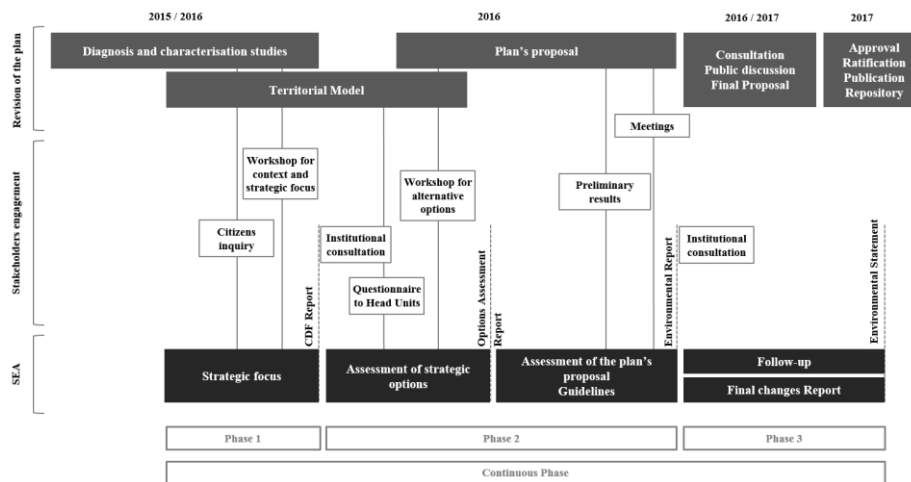 2015 / 2016
2016
2016 / 2017
2017
Revision of the plan
Diagnosis and characterisation studies
Plan's proposal
Consultation
Public discussion
Final Proposal
Approval
Ratification
Publication
Repository
Territorial Model
Stakeholders engagement
Meetings
Workshop for
context and
strategic focus
Workshop for
alternative
options
Preliminary
results
Citizens
inquiry
Institutional
consultation
Institutional
consultation
Questionnaire
to Head Units
CDF Report
Options Assessment
Report
Environmental Report
Environmental Statement
SEA
Strategic focus
Assessment of strategic
options
Assessment of the plan's
proposal
Guidelines
Follow-up
Final changes Report
Phase 1
Phase 2
Phase 3
Continuous Phase